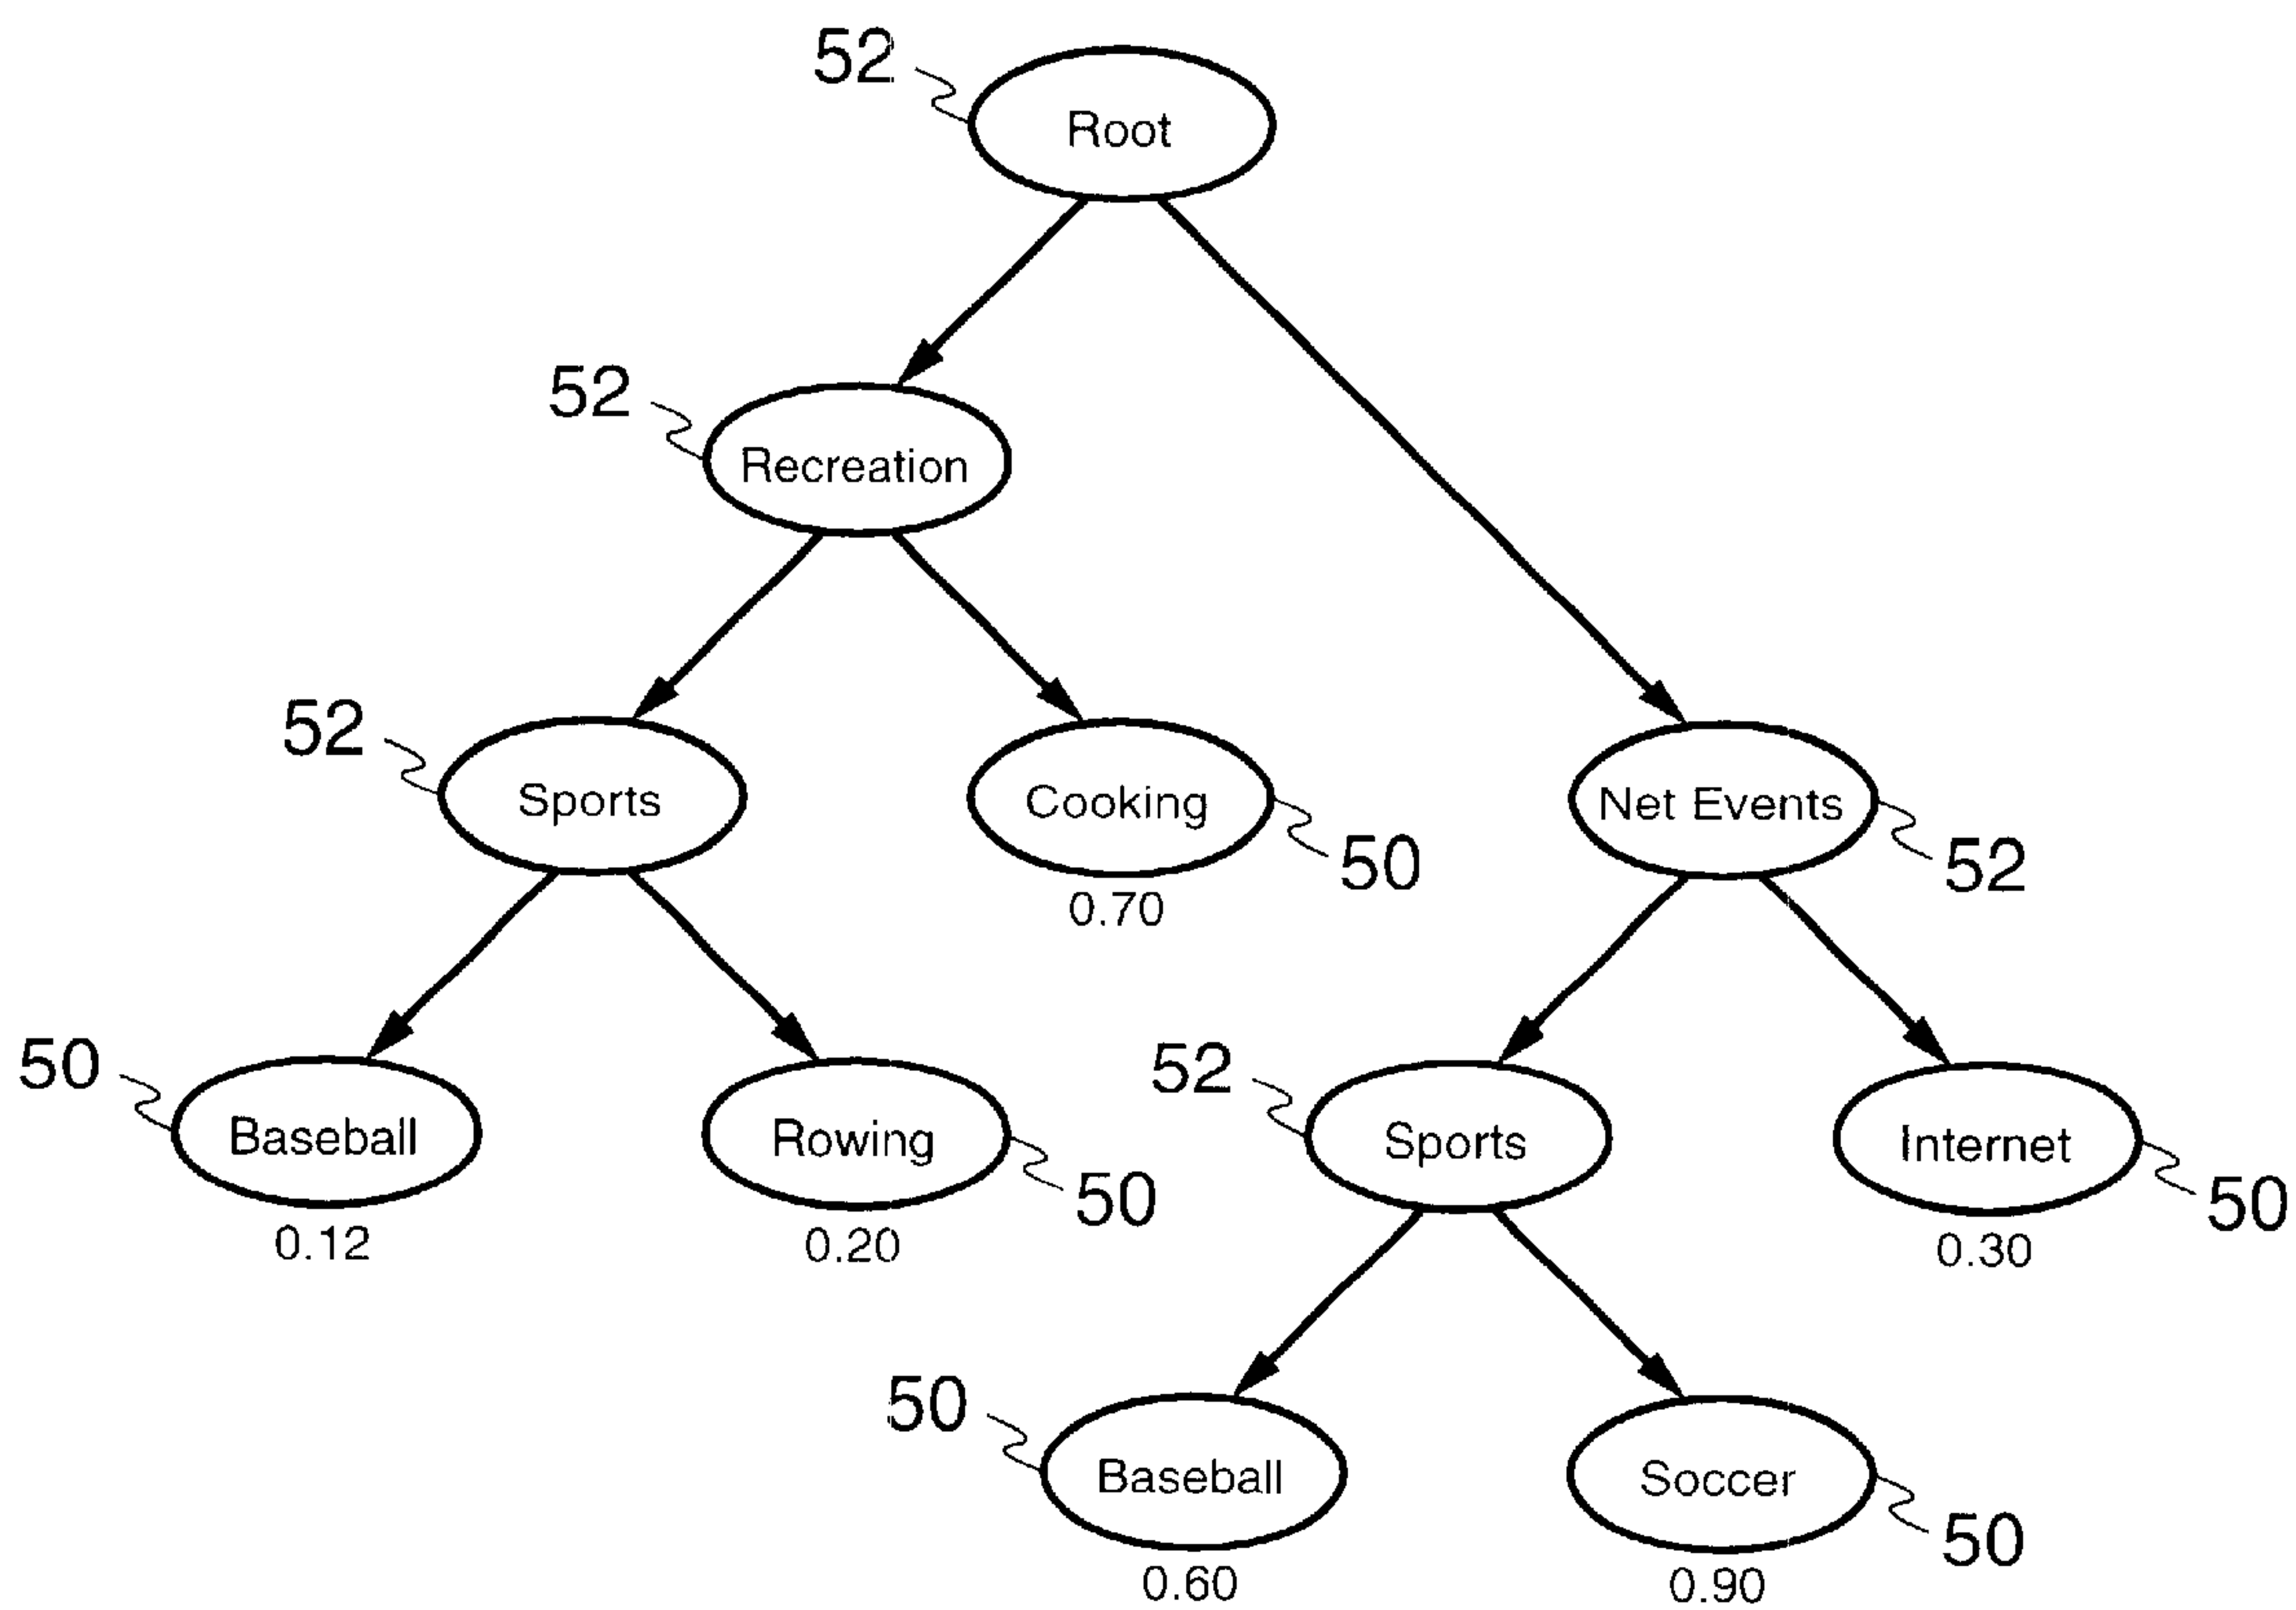 52
Root
52
Recreation
52
Sports
Cooking
50
0.70
Net Events
52
50
Baseball
0.12
Rowing
50
0.20
52
Sports
Internet
50
0.30
50
Baseball
0.60
Soccer
50
0.90